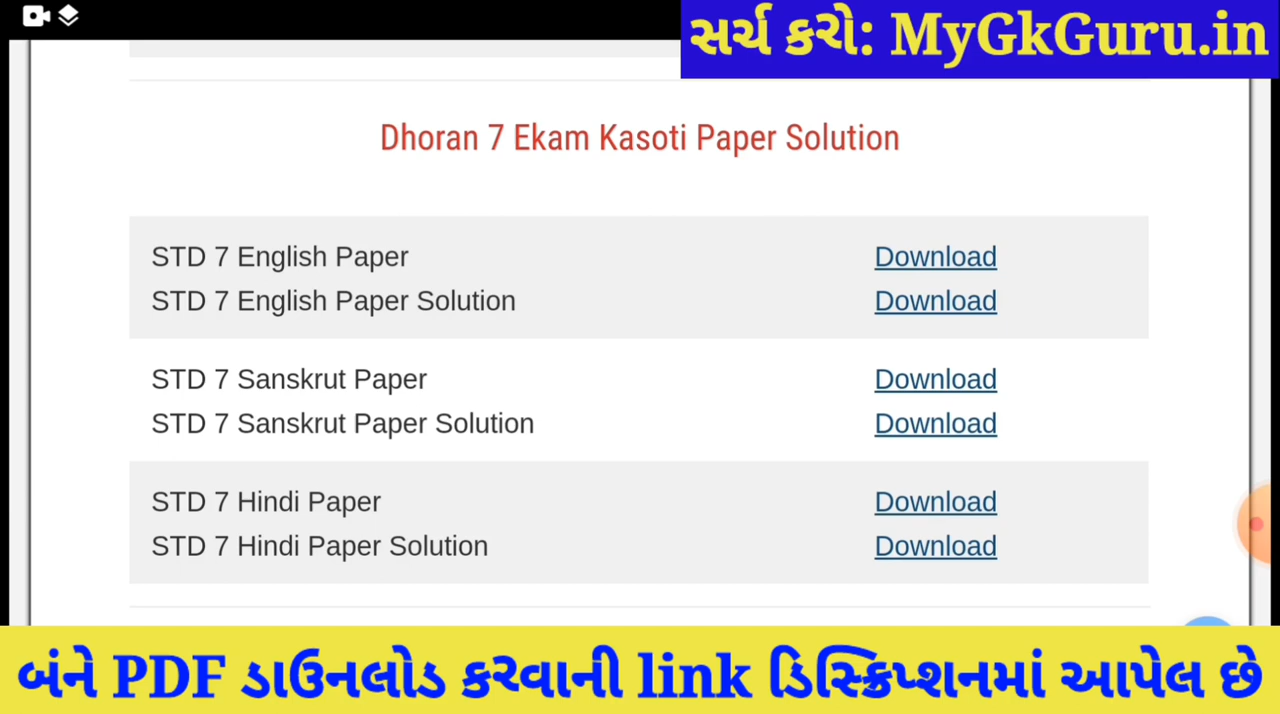 સર્ચ કરો: MyGkGuru.in
Dhoran 7 Ekam Kasoti Paper Solution
STD 7 English Paper Download
STD 7 English Paper Solution Download
STD 7 Sanskrut Paper Download
STD 7 Sanskrut Paper Solution Download
STD 7 Hindi Paper Download
STD 7 Hindi Paper Solution Download
બંને PDF ડાઉનલોડ કરવાની link ડિસ્ક્રિપ્શનમાં આપેલ છે